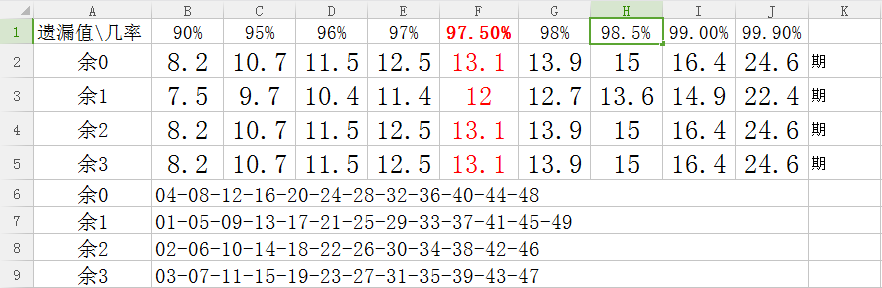 A B C D E F G H I J K
1 遗漏值\几率 90% 95% 96% 97% 97.50% 98% 98.5% 99.00% 99.90%
2 余0 8.2 10.7 11.5 12.5 13.1 13.9 15 16.4 24.6 期
3 余1 7.5 9.7 10.4 11.4 12 12.7 13.6 14.9 22.4 期
4 余2 8.2 10.7 11.5 12.5 13.1 13.9 15 16.4 24.6 期
5 余3 8.2 10.7 11.5 12.5 13.1 13.9 15 16.4 24.6 期
6 余0 04-08-12-16-20-24-28-32-36-40-44-48
7 余1 01-05-09-13-17-21-25-29-33-37-41-45-49
8 余2 02-06-10-14-18-22-26-30-34-38-42-46
9 余3 03-07-11-15-19-23-27-31-35-39-43-47